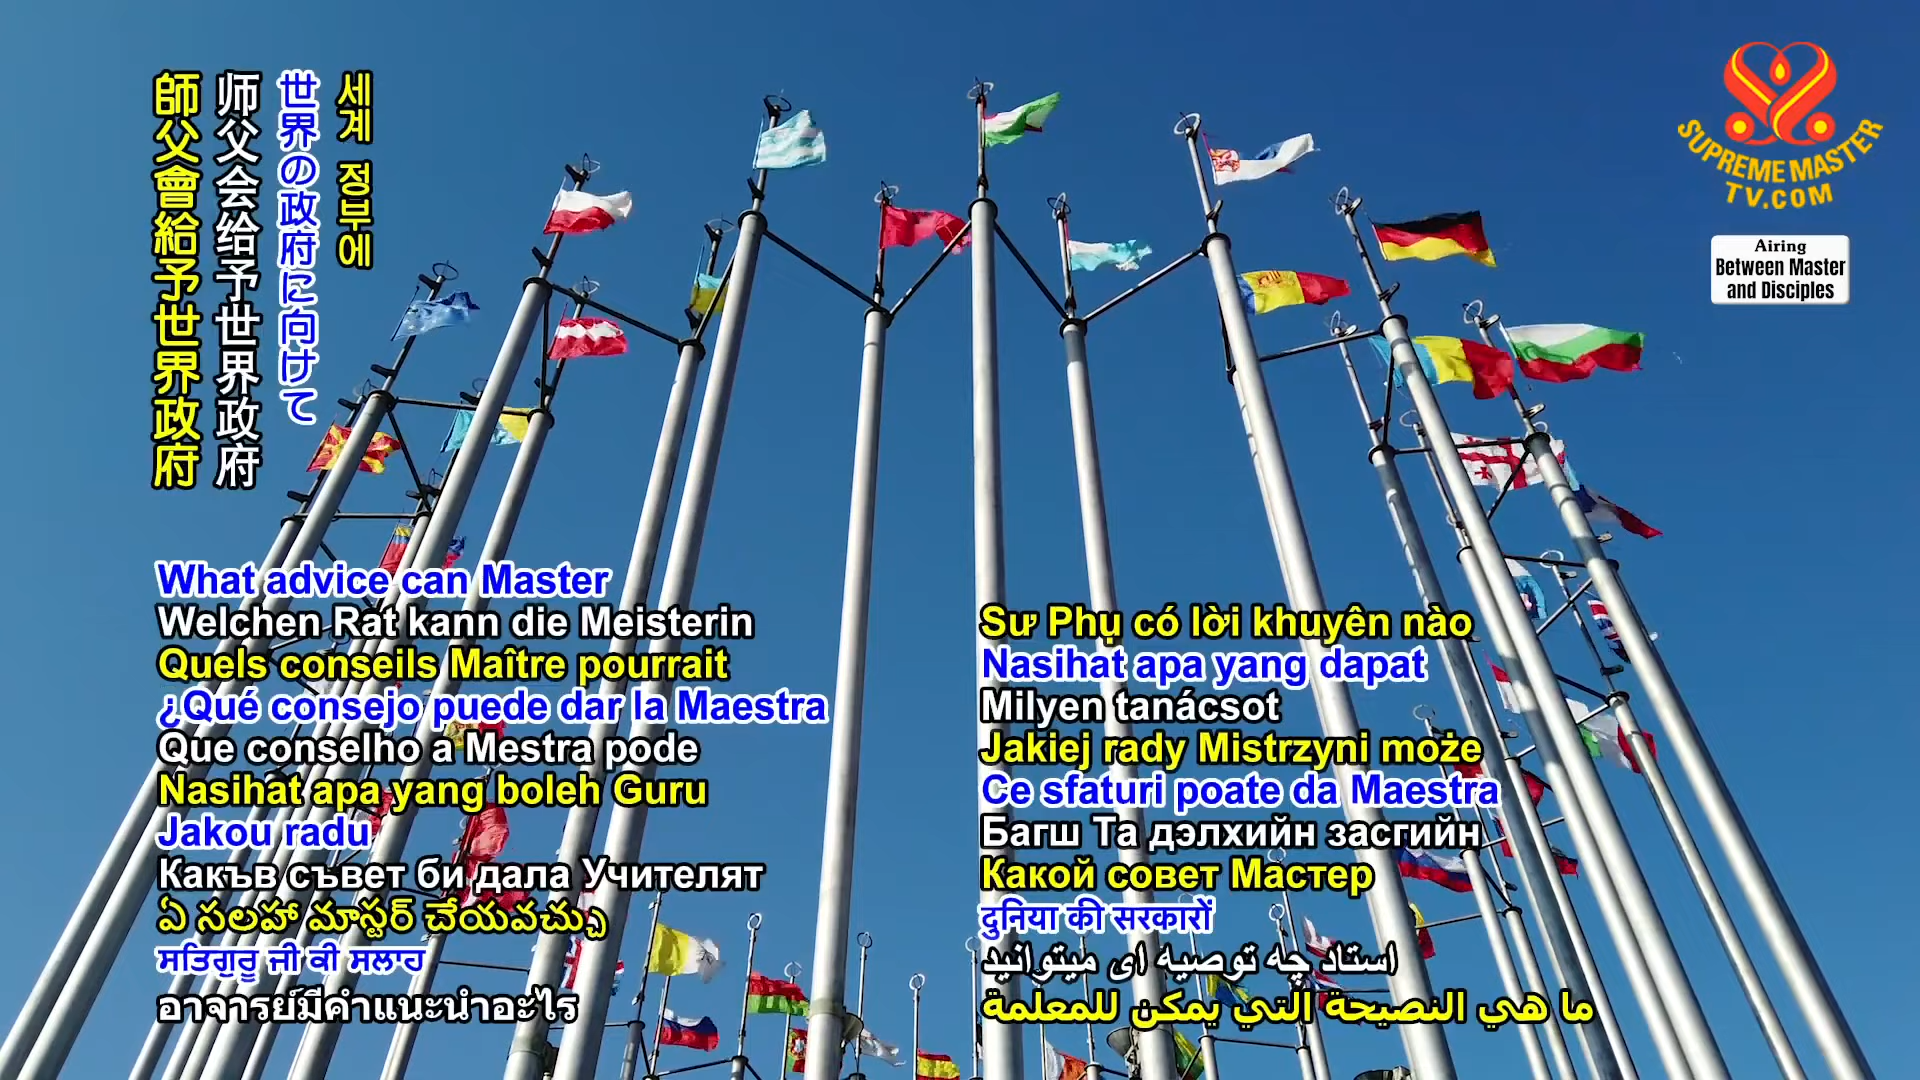 세계 정부에
世界の政府に向けて
师父会给予世界政府
師父會給予世界政府
SUPREME MASTER
TV.COM
Airing
Between Master
and Disciples
What advice can Master
Welchen Rat kann die Meisterin
Quels conseils Maître pourrait
¿Qué consejo puede dar la Maestra
Que conselho a Mestra pode
Nasihat apa yang boleh Guru
Jakou radu
Какъв съвет би дала Учителят
ఏ సలహా మాస్టర్ చేయవచ్చు
ਸਤਿਗੁਰੂ ਜੀ ਕੀ ਸਲਾਹ
อาจารย์มีคำแนะนำอะไร
Sư Phụ có lời khuyên nào
Nasihat apa yang dapat
Milyen tanácsot
Jakiej rady Mistrzyni może
Ce sfaturi poate da Maestra
Багш Та дэлхийн засгийн
Какой совет Мастер
दुनिया की सरकारों
استاد چه توصیه ای میتوانید
ما هي النصيحة التي يمكن للمعلمة